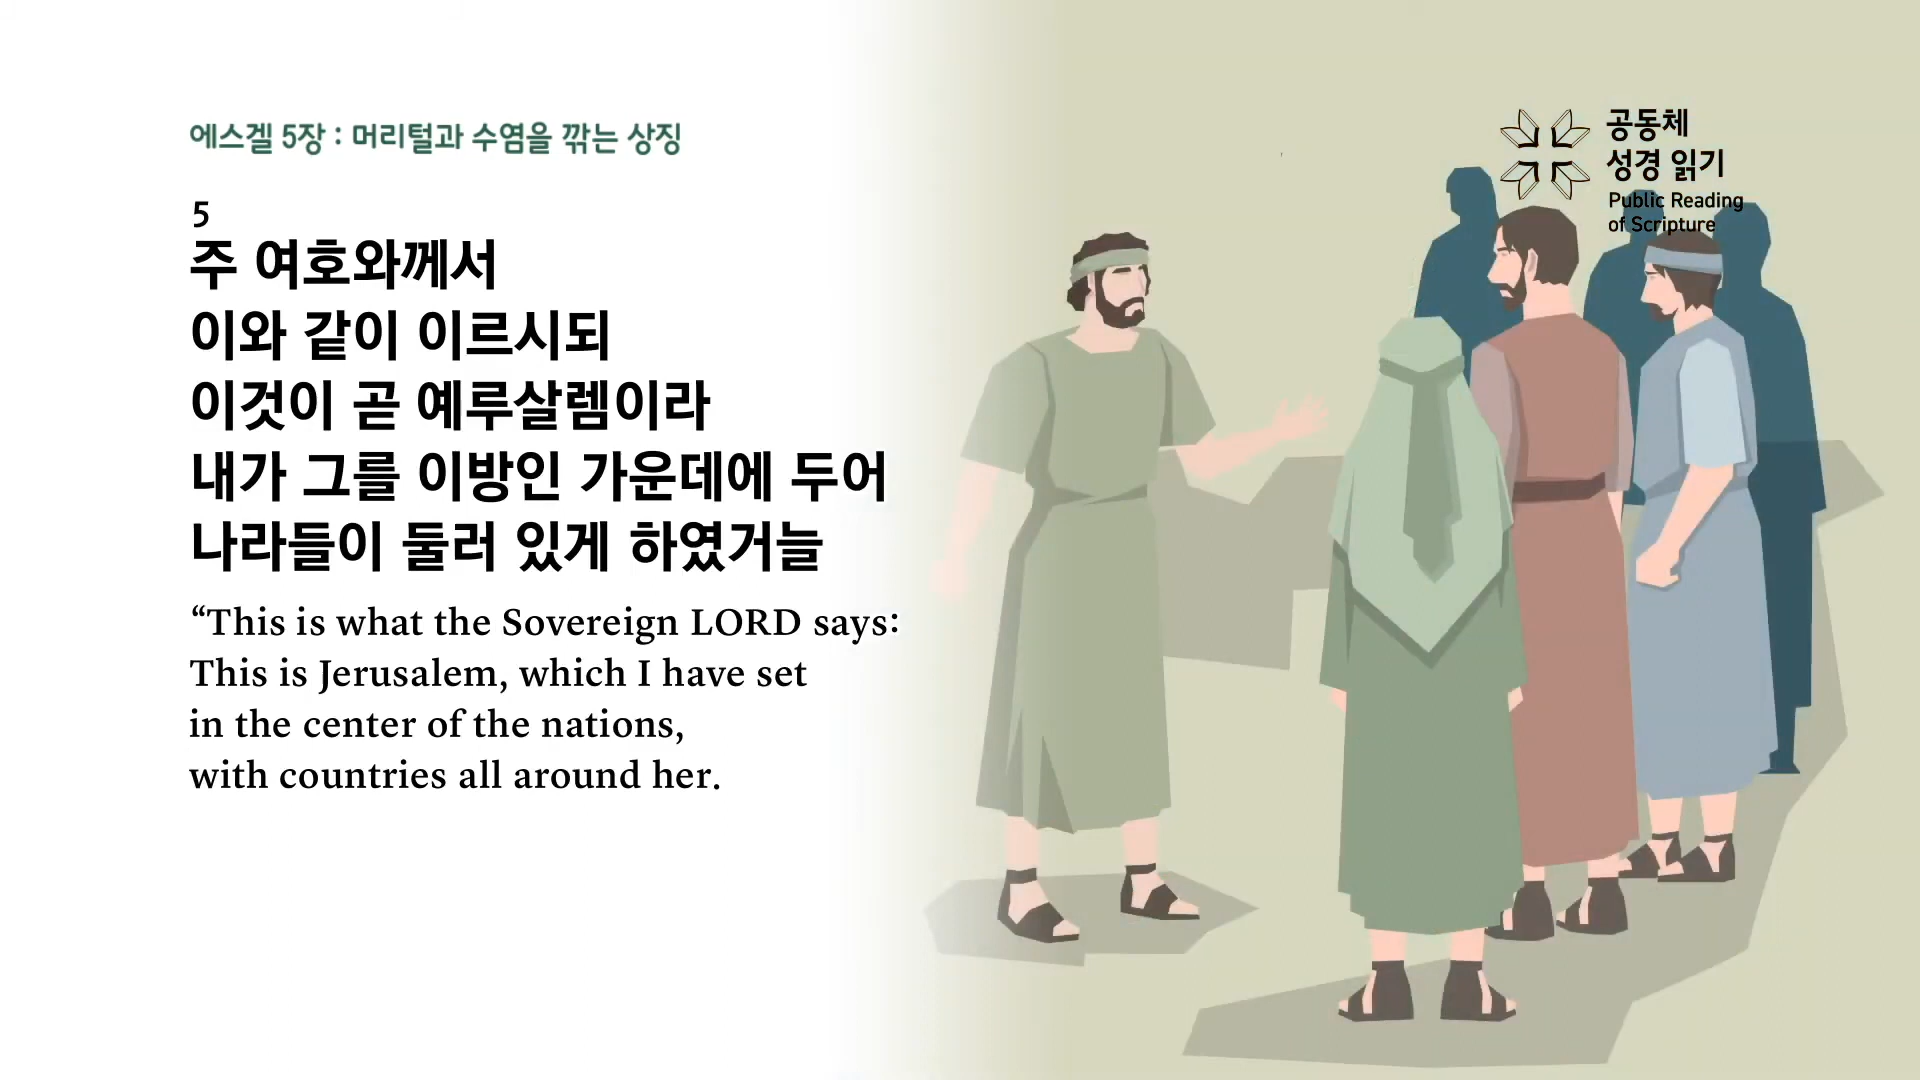 에스겔 5장 : 머리털과 수염을 깎는 상징
5
주 여호와께서
이와 같이 이르시되
이것이 곧 예루살렘이라
내가 그를 이방인 가운데에 두어
나라들이 둘러 있게 하였거늘
“This is what the Sovereign LORD says:
This is Jerusalem, which I have set
in the center of the nations,
with countries all around her.
공동체
성경 읽기
Public Reading
of Scripture